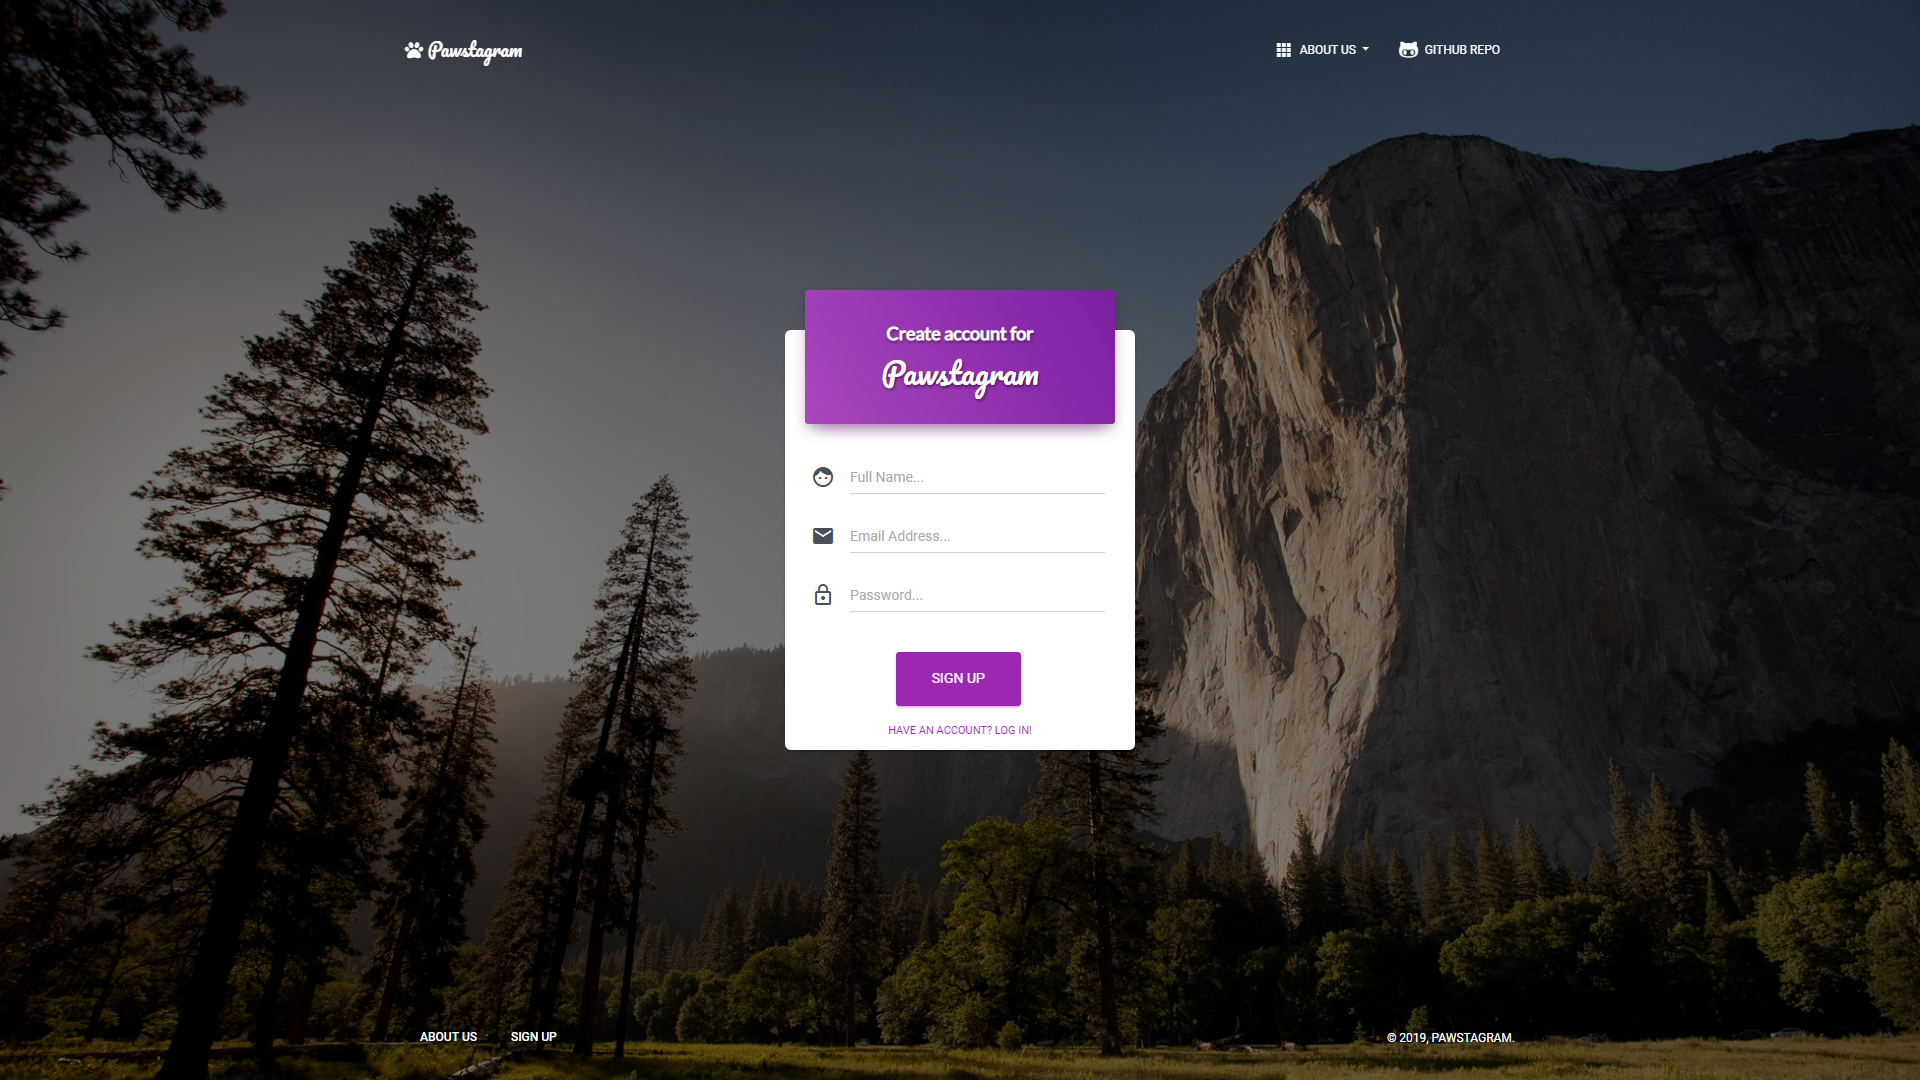 Pawstagram
ABOUT US
GITHUB REPO
Create account for
Pawstagram
Full Name...
Email Address...
Password...
SIGN UP
HAVE AN ACCOUNT? LOG IN!
ABOUT US
SIGN UP
© 2019, PAWSTAGRAM.